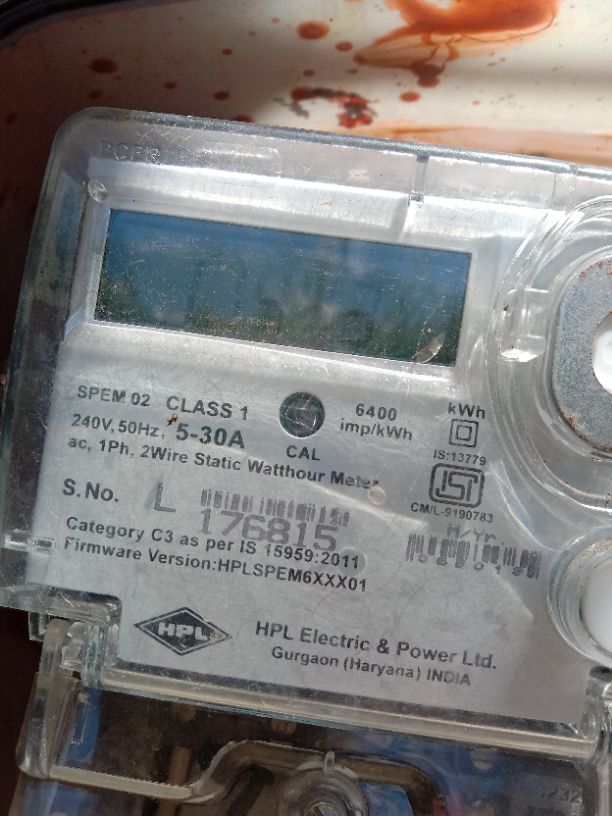 SPEM 02 CLASS 1
240V, 50Hz, 5-30A
ac, 1Ph, 2Wire Static Watthour Meter
CAL
6400
imp/kWh
kWh
IS:13779
ISI
CM/L-9190783
S.No. L 176815
M/Yr.
Category C3 as per IS 15959:2011
Firmware Version:HPLSPEM6XXX01
HPL
HPL Electric & Power Ltd.
Gurgaon (Haryana) INDIA